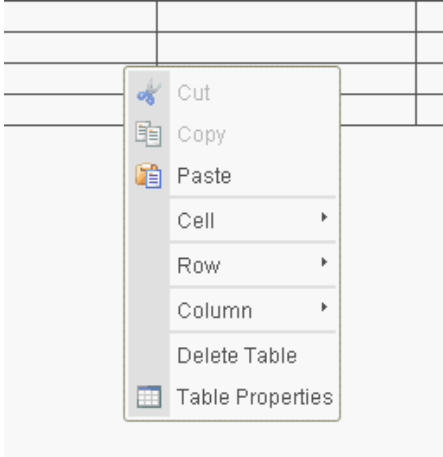 Cut
Copy
Paste
Cell
Row
Column
Delete Table
Table Properties